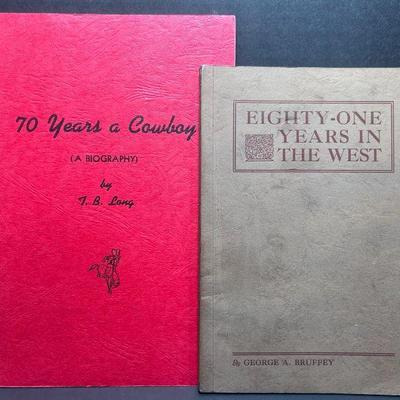 70 Years a Cowboy
(A BIOGRAPHY)
by
T. B. Long
EIGHTY-ONE
YEARS IN
THE WEST
By GEORGE A. BRUFFEY